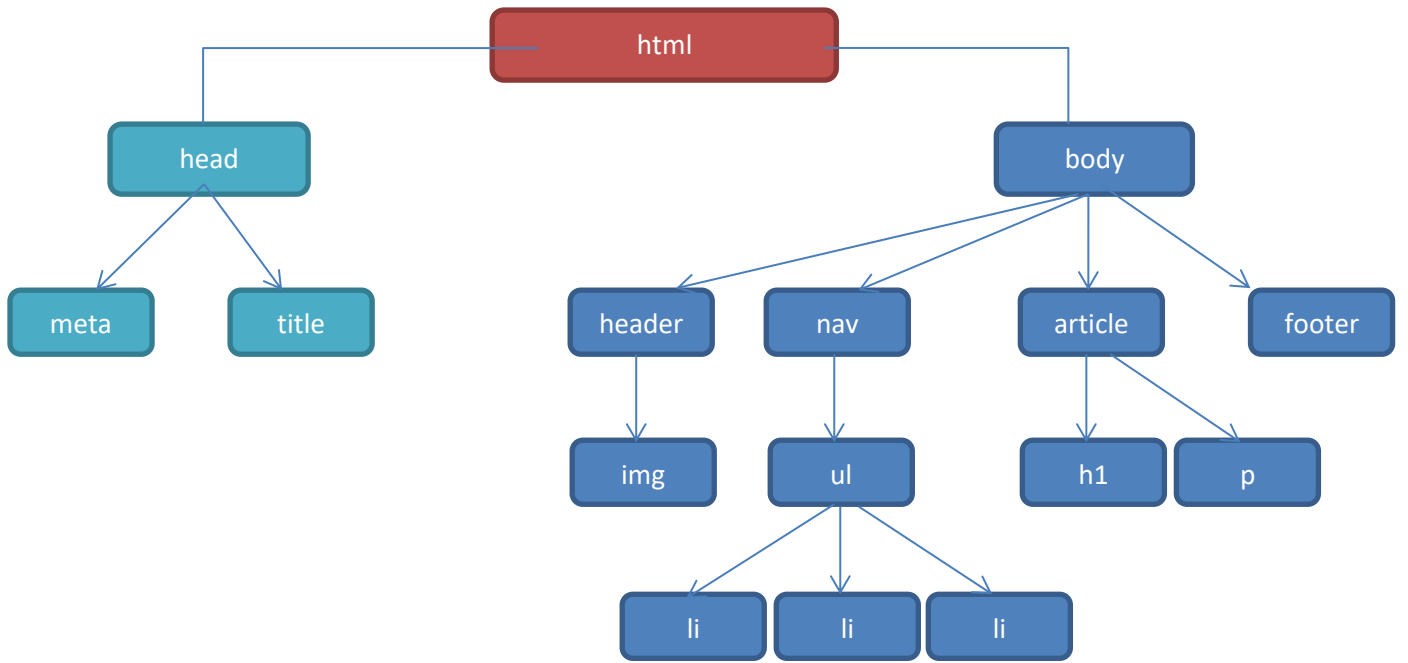 html
head
body
meta
title
header
nav
article
footer
img
ul
h1
p
li
li
li